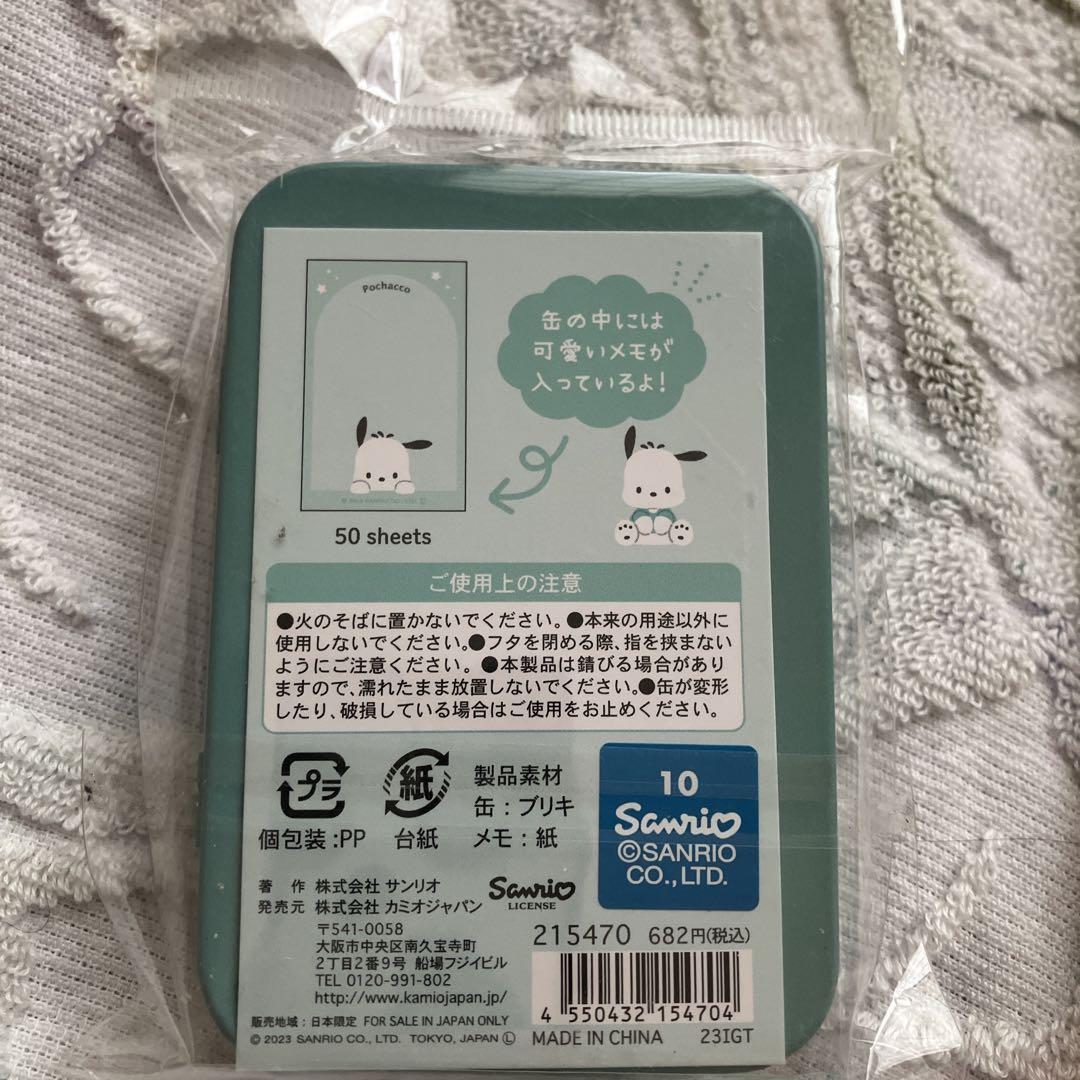 Pochacco
缶の中には
可愛いメモが
入っているよ!
50 sheets
ご使用上の注意
●火のそばに置かないでください。●本来の用途以外に
使用しないでください。●フタを閉める際、指を挟まない
ようにご注意ください。●本製品は錆びる場合があり
ますので、濡れたまま放置しないでください。●缶が変形
したり、破損している場合はご使用をお止めください。
プラ
個包装:PP
紙
台紙
製品素材
缶:ブリキ
メモ:紙
10
Sanrio
©SANRIO
CO.,LTD.
著 作 株式会社 サンリオ
発売元 株式会社 カミオジャパン
Sanrio
LICENSE
〒541-0058
大阪市中央区南久宝寺町
2丁目2番9号 船場フジイビル
TEL 0120-991-802
http://www.kamiojapan.jp/
215470 682円(税込)
4 550432 154704
販売地域:日本限定 FOR SALE IN JAPAN ONLY
© 2023 SANRIO CO., LTD. TOKYO, JAPAN Ⓛ
MADE IN CHINA 23IGT